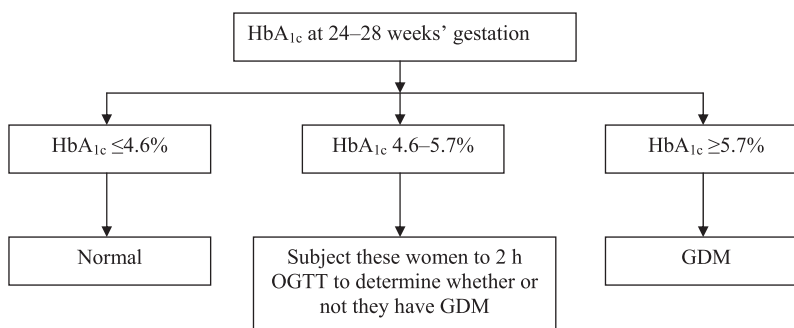 HbA1c at 24–28 weeks’ gestation
HbA1c ≤4.6%
HbA1c 4.6–5.7%
HbA1c ≥5.7%
Normal
Subject these women to 2 h
OGTT to determine whether or
not they have GDM
GDM